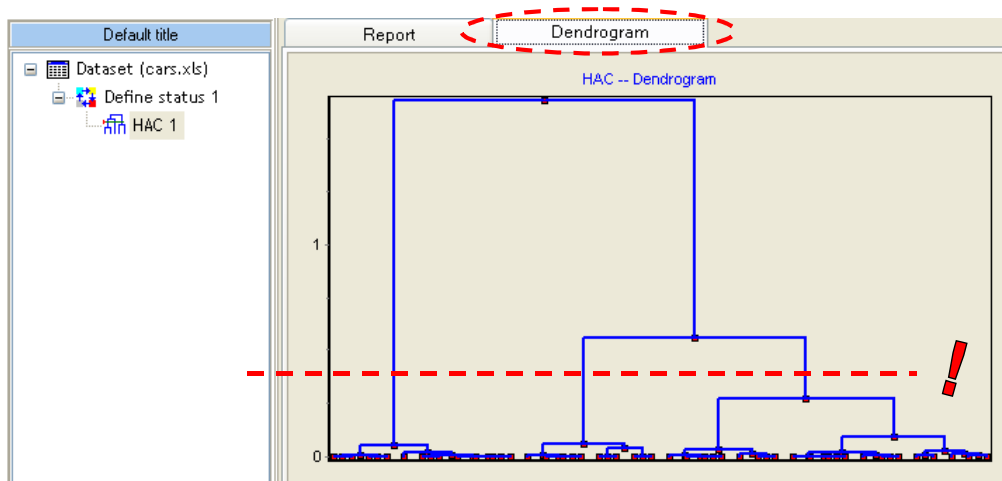 Default title
Dataset (cars.xls)
Define status 1
HAC 1
Report
Dendrogram
HAC -- Dendrogram
1
0
!